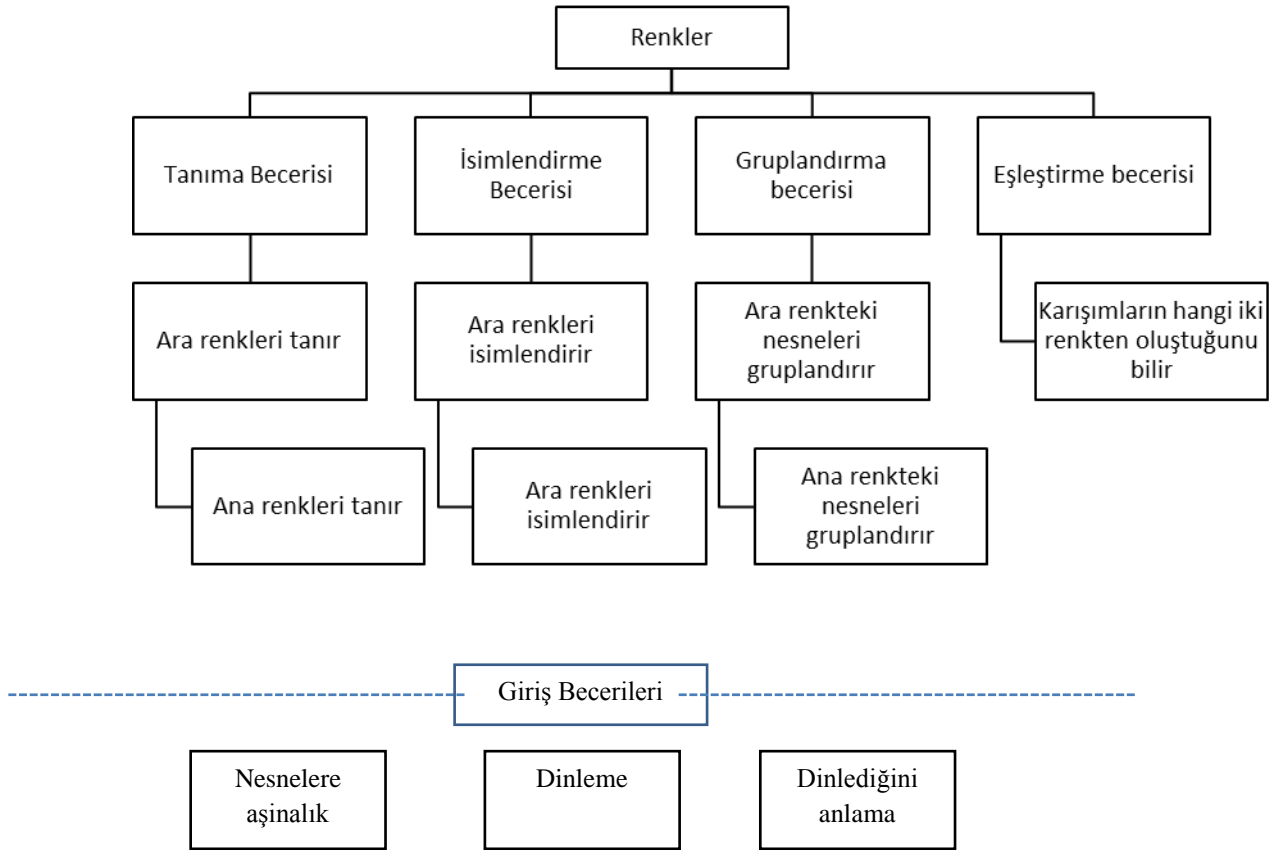 Renkler
Tanıma Becerisi
İsimlendirme
Becerisi
Gruplandırma
becerisi
Eşleştirme becerisi
Ara renkleri tanır
Ara renkleri
isimlendirir
Ara renkteki
nesneleri
gruplandırır
Karışımların hangi iki
renkten oluştuğunu
bilir
Ana renkleri tanır
Ara renkleri
isimlendirir
Ana renkteki
nesneleri
gruplandırır
Giriş Becerileri
Nesnelere
aşinalık
Dinleme
Dinlediğini
anlama